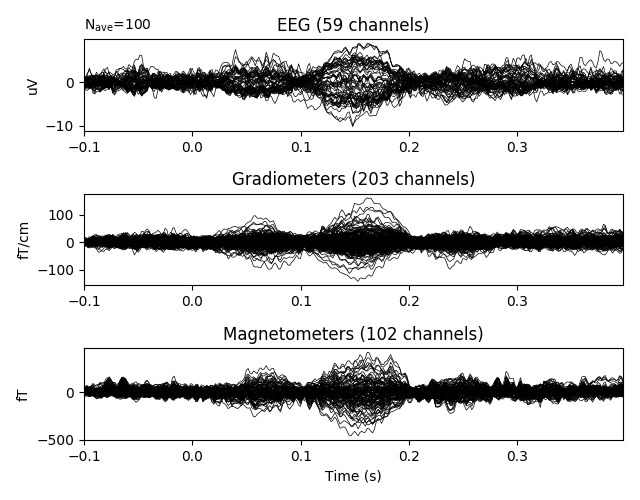 N_ave=100
EEG (59 channels)
uV
0
−10
−0.1 0.0 0.1 0.2 0.3
Gradiometers (203 channels)
fT/cm
100
0
−100
−0.1 0.0 0.1 0.2 0.3
Magnetometers (102 channels)
fT
0
−500
−0.1 0.0 0.1 0.2 0.3
Time (s)